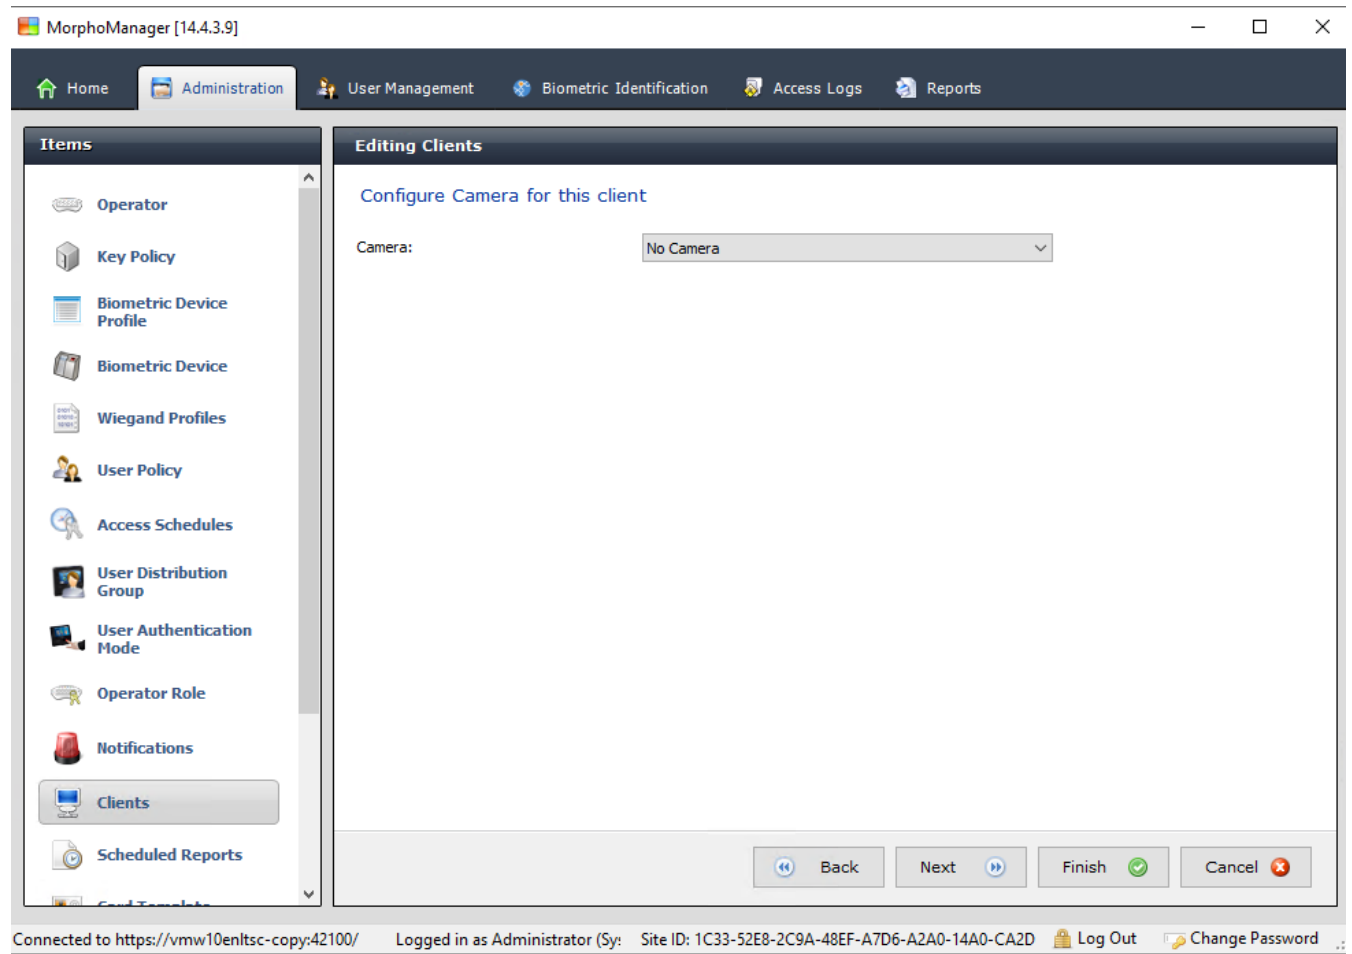 MorphoManager [14.4.3.9]
Home
Administration
User Management
Biometric Identification
Access Logs
Reports
Items
Operator
Key Policy
Biometric Device
Profile
Biometric Device
Wiegand Profiles
User Policy
Access Schedules
User Distribution
Group
User Authentication
Mode
Operator Role
Notifications
Clients
Scheduled Reports
Card Template
Editing Clients
Configure Camera for this client
Camera:
No Camera
Back
Next
Finish
Cancel
Connected to https://vmw10enltsc-copy:42100/
Logged in as Administrator (Sy:
Site ID: 1C33-52E8-2C9A-48EF-A7D6-A2A0-14A0-CA2D
Log Out
Change Password